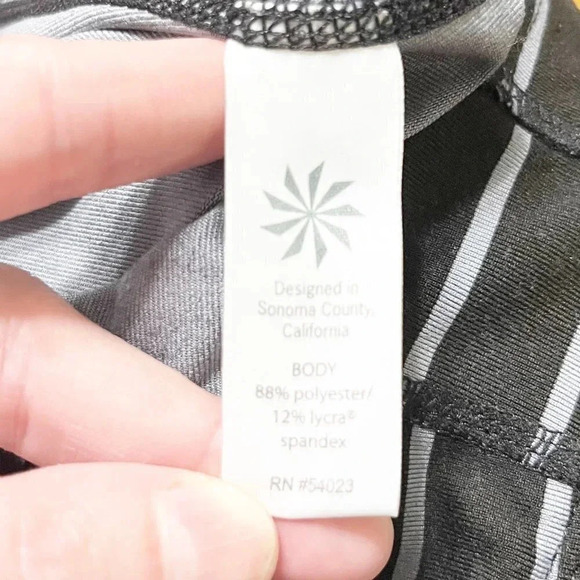 Designed in
Sonoma County,
California
BODY
88% polyester/
12% lycra®
spandex
RN #54023